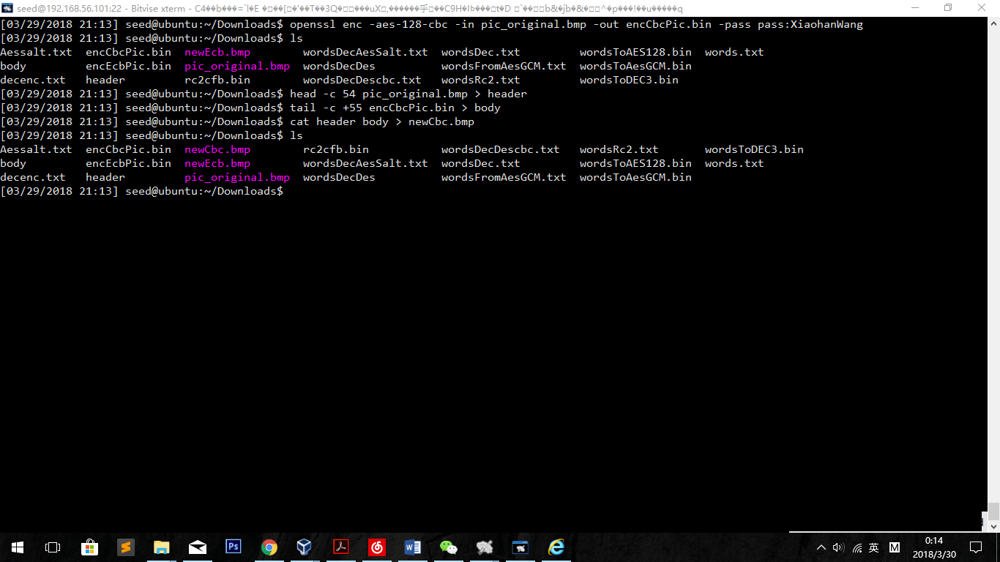 seed@192.168.56.101:22 - Bitvise xterm -
[03/29/2018 21:13] seed@ubuntu:~/Downloads$ openssl enc -aes-128-cbc -in pic_original.bmp -out encCbcPic.bin -pass pass:XiaohanWang
[03/29/2018 21:13] seed@ubuntu:~/Downloads$ ls
Aessalt.txt encCbcPic.bin newEcb.bmp wordsDecAesSalt.txt wordsDec.txt wordsToAES128.bin words.txt
body encEcbPic.bin pic_original.bmp wordsDecDes wordsFromAesGCM.txt wordsToAesGCM.bin
decenc.txt header rc2cfb.bin wordsDecDescbc.txt wordsRc2.txt wordsToDEC3.bin
[03/29/2018 21:13] seed@ubuntu:~/Downloads$ head -c 54 pic_original.bmp > header
[03/29/2018 21:13] seed@ubuntu:~/Downloads$ tail -c +55 encCbcPic.bin > body
[03/29/2018 21:13] seed@ubuntu:~/Downloads$ cat header body > newCbc.bmp
[03/29/2018 21:13] seed@ubuntu:~/Downloads$ ls
Aessalt.txt encCbcPic.bin newCbc.bmp rc2cfb.bin wordsDecDescbc.txt wordsRc2.txt wordsToDEC3.bin
body encEcbPic.bin newEcb.bmp wordsDecAesSalt.txt wordsDec.txt wordsToAES128.bin words.txt
decenc.txt header pic_original.bmp wordsDecDes wordsFromAesGCM.txt wordsToAesGCM.bin
[03/29/2018 21:13] seed@ubuntu:~/Downloads$
Ps
英
M
0:14
2018/3/30